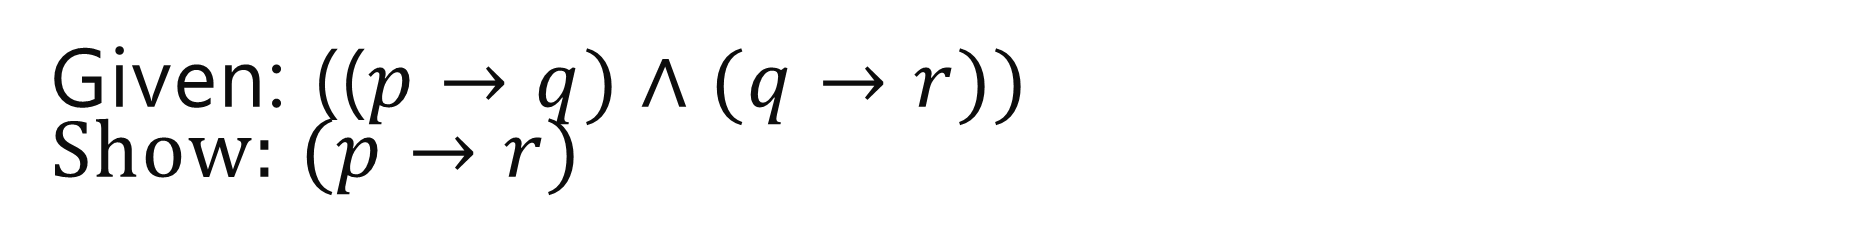 Given: ((𝑝 → 𝑞) ∧ (𝑞 → 𝑟))
Show: (𝑝 → 𝑟)